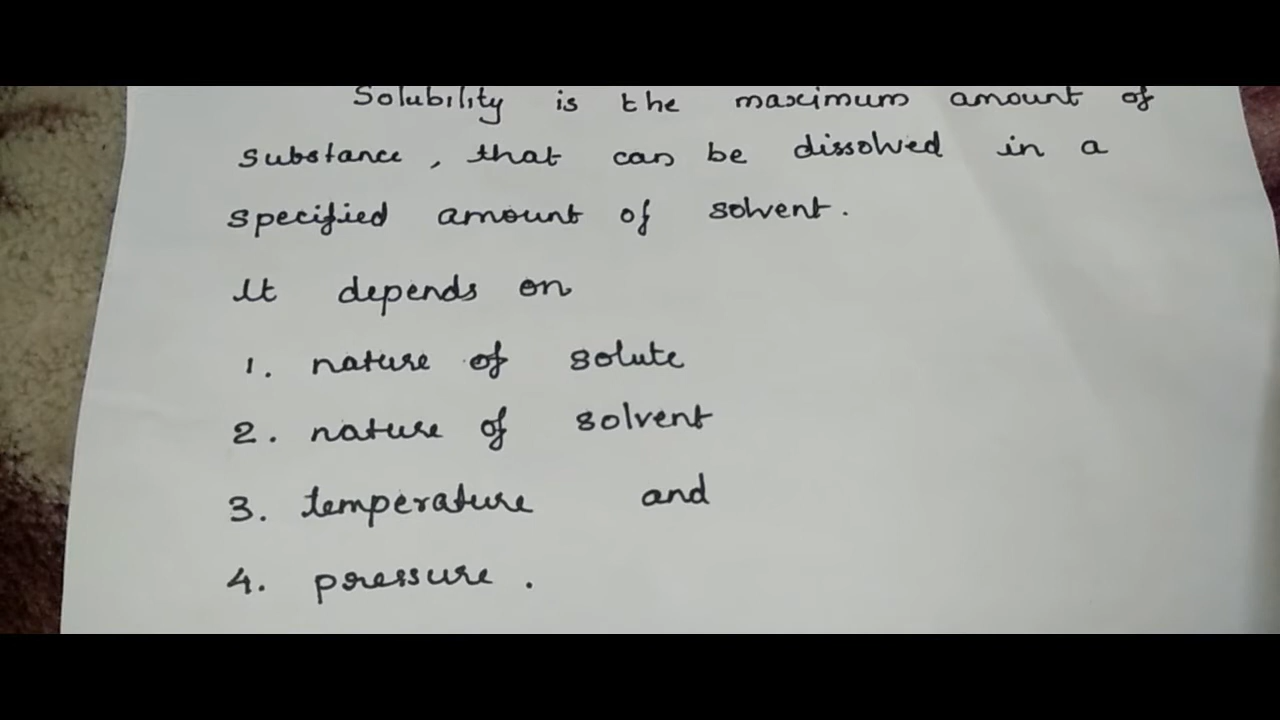 Solubility is the maximum amount of
substance, that can be dissolved in a
specified amount of solvent.
It depends on
1. nature of solute
2. nature of solvent
3. temperature and
4. pressure.